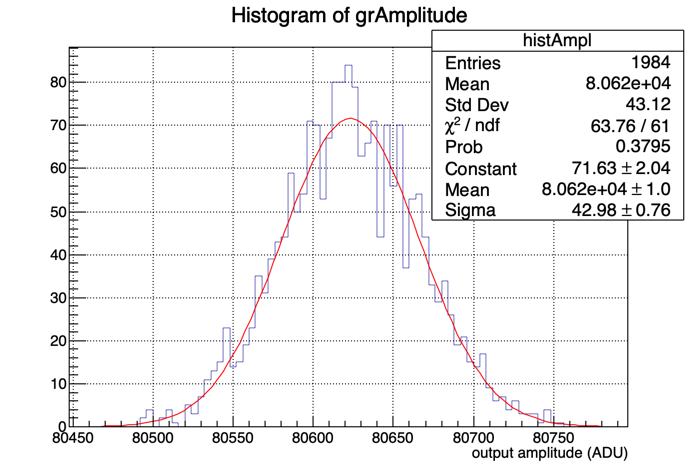 Histogram of grAmplitude
histAmpl
Entries 1984
Mean 8.062e+04
Std Dev 43.12
χ² / ndf 63.76 / 61
Prob 0.3795
Constant 71.63 ± 2.04
Mean 8.062e+04 ± 1.0
Sigma 42.98 ± 0.76
80
70
60
50
40
30
20
10
0
80450 80500 80550 80600 80650 80700 80750
output amplitude (ADU)